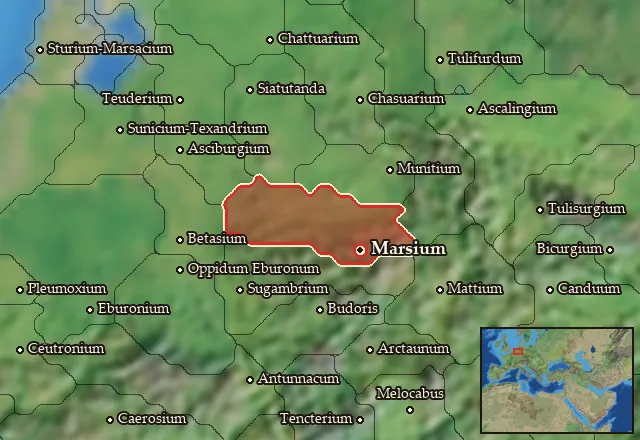 Chattuarium
Sturium-Marsacium
Tulifurdum
Siatutanda
Teuderium
Chasuarium
Ascalingium
Sunicium-Texandrium
Asciburgium
Munitium
Tulisurgium
Betasium
Marsium
Bicurgium
Oppidum Eburonum
Pleumoxium
Sugambrium
Mattium
Canduum
Eburonium
Budoris
Ceutronium
Arctaunum
Antunnacum
Melocabus
Caerosium
Tencterium